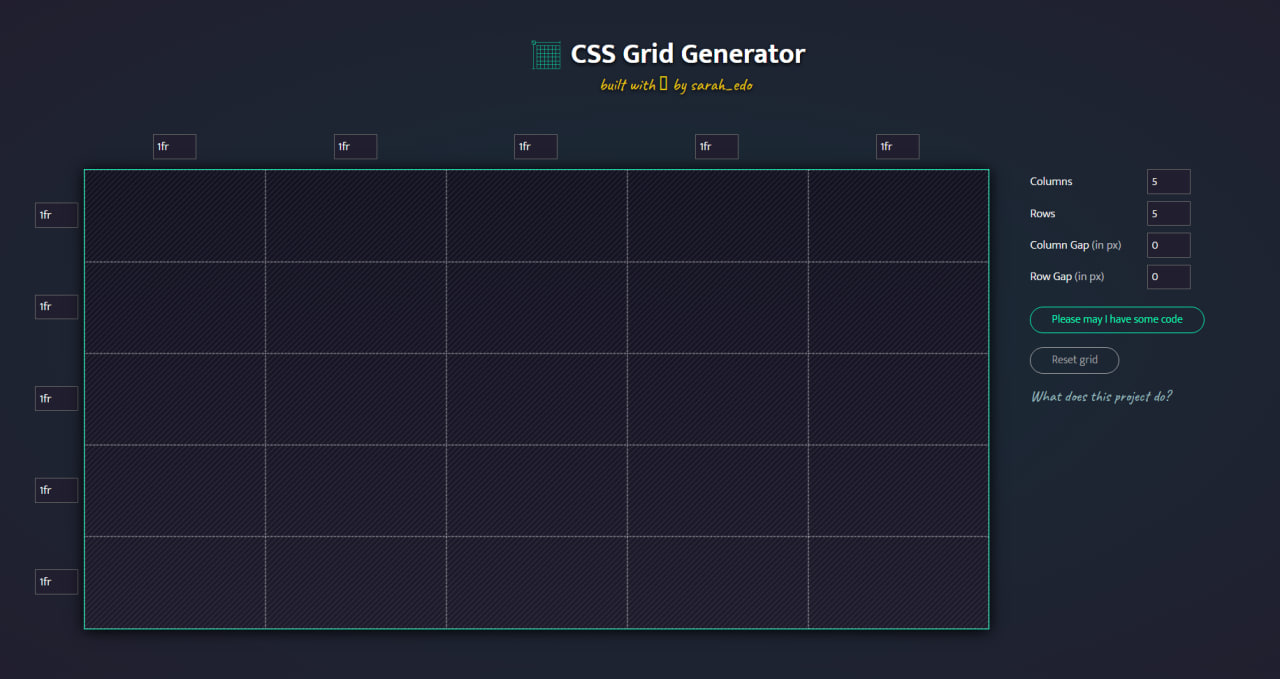 CSS Grid Generator
built with by sarah_edo
1fr 1fr 1fr 1fr 1fr
Columns 5
1fr
Rows 5
Column Gap (in px) 0
Row Gap (in px) 0
1fr
Please may I have some code
Reset grid
1fr
What does this project do?
1fr
1fr